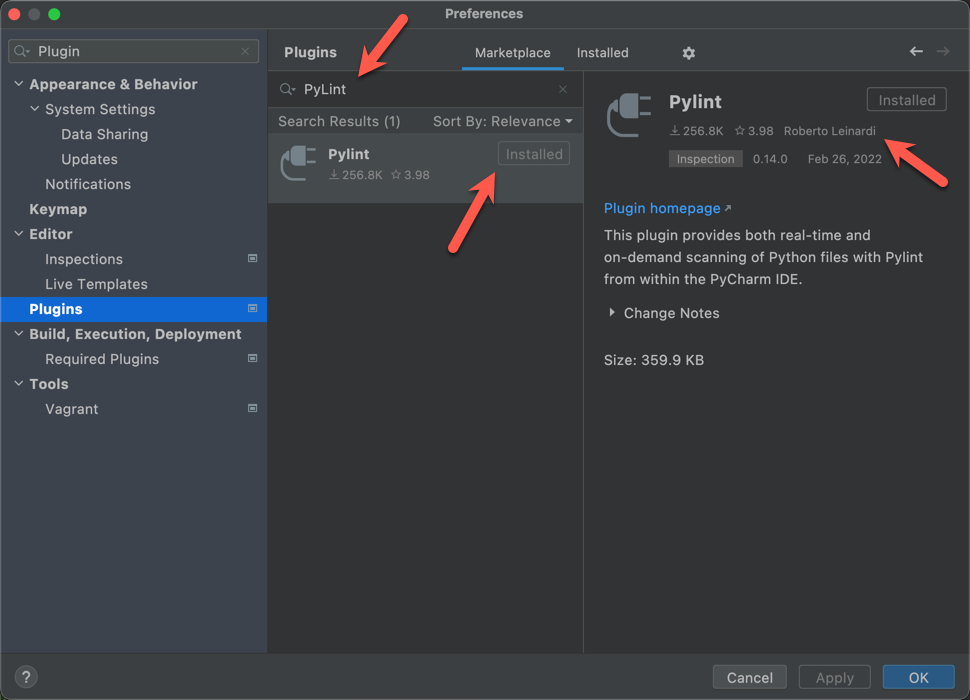 Preferences
Plugin
Appearance & Behavior
System Settings
Data Sharing
Updates
Notifications
Keymap
Editor
Inspections
Live Templates
Plugins
Build, Execution, Deployment
Required Plugins
Tools
Vagrant
Plugins
Marketplace
Installed
PyLint
Search Results (1)
Sort By: Relevance
Pylint
Installed
256.8K 3.98
Pylint
Installed
256.8K 3.98 Roberto Leinardi
Inspection 0.14.0 Feb 26, 2022
Plugin homepage
This plugin provides both real-time and
on-demand scanning of Python files with Pylint
from within the PyCharm IDE.
Change Notes
Size: 359.9 KB
?
Cancel
Apply
OK